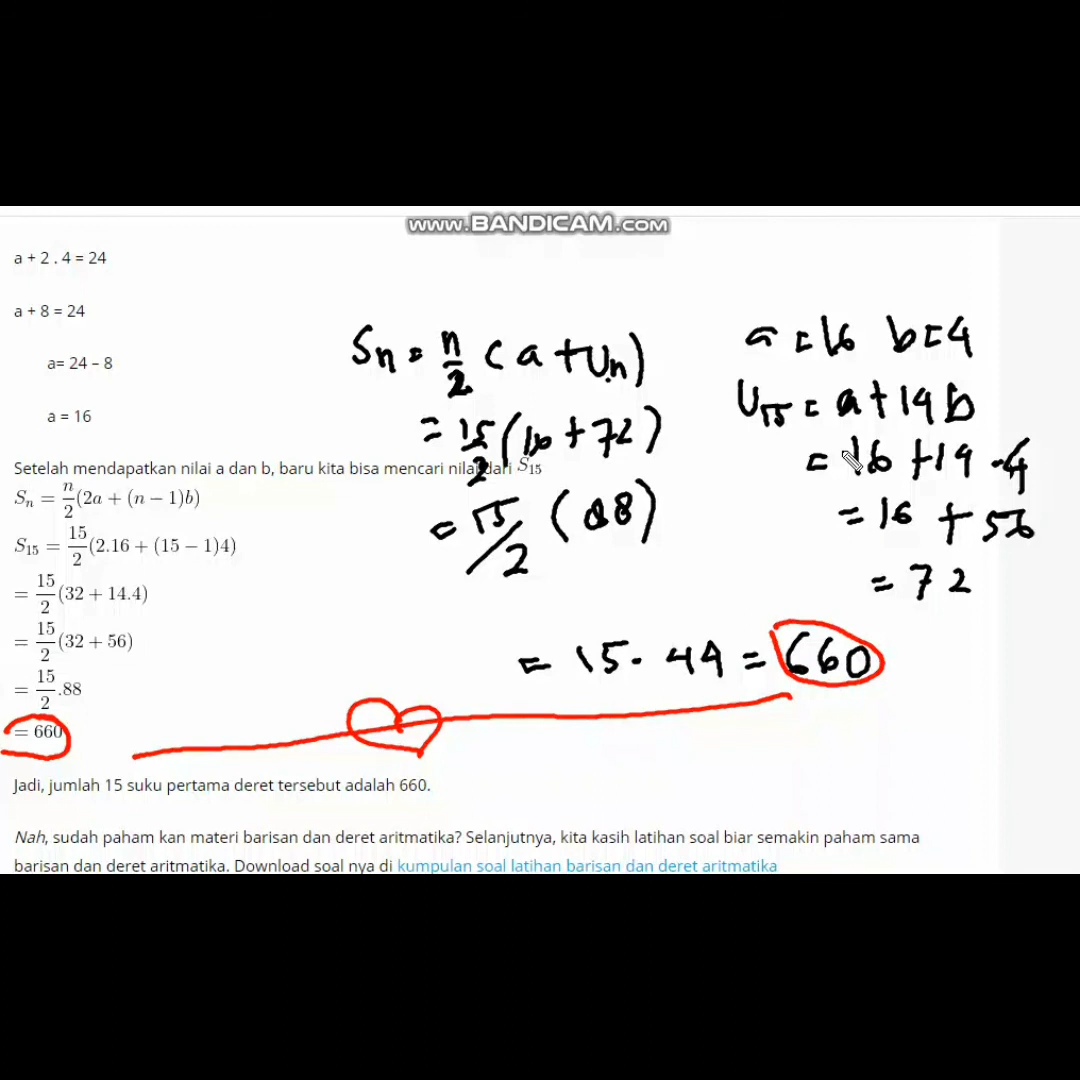 www.BANDICAM.com
a + 2 . 4 = 24
a + 8 = 24
a= 24 – 8
a = 16
Setelah mendapatkan nilai a dan b, baru kita bisa mencari nilai dari S₁₅
Sₙ = n/2 (2a + (n − 1)b)
S₁₅ = 15/2 (2.16 + (15 − 1)4)
= 15/2 (32 + 14.4)
= 15/2 (32 + 56)
= 15/2 .88
= 660
Sn = n/2 (a + Un)
= 15/2 (16 + 72)
= 15/2 (88)
= 15 . 44 = 660
a = 16 b = 4
U15 = a + 14b
= 16 + 14 . 4
= 16 + 56
= 72
Jadi, jumlah 15 suku pertama deret tersebut adalah 660.
Nah, sudah paham kan materi barisan dan deret aritmatika? Selanjutnya, kita kasih latihan soal biar semakin paham sama
barisan dan deret aritmatika. Download soal nya di kumpulan soal latihan barisan dan deret aritmatika